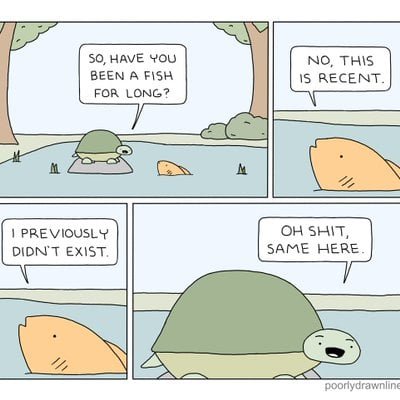 SO, HAVE YOU
BEEN A FISH
FOR LONG?
NO, THIS
IS RECENT.
I PREVIOUSLY
DIDN'T EXIST.
OH SHIT,
SAME HERE.
poorlydrawnline